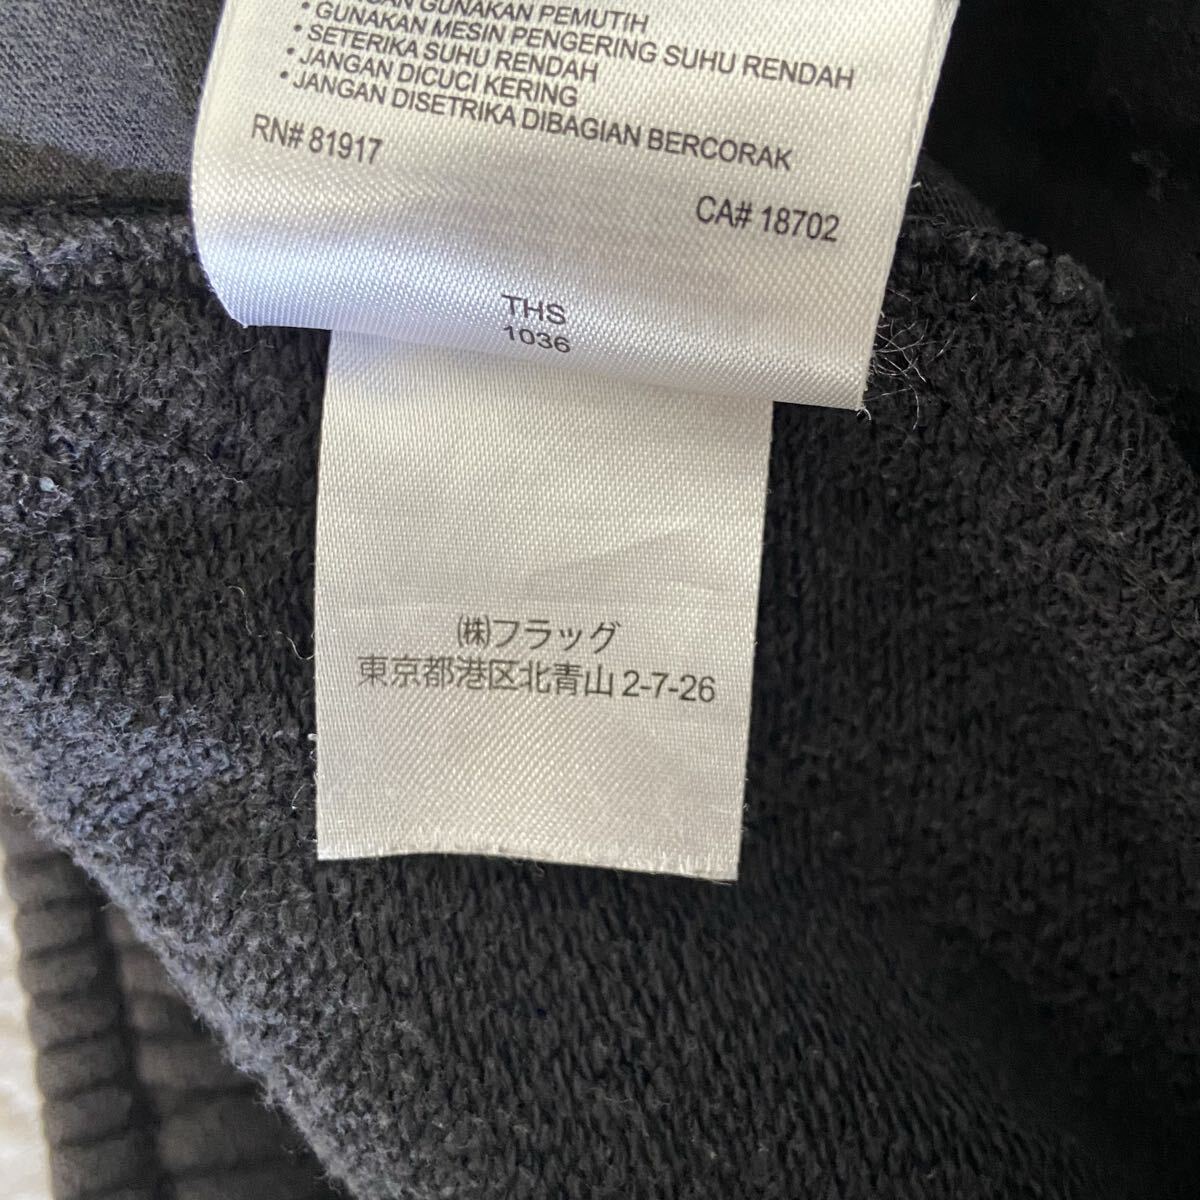 GUNAKAN PEMUTIH
• GUNAKAN MESIN PENGERING SUHU RENDAH
• SETERIKA SUHU RENDAH
• JANGAN DICUCI KERING
• JANGAN DISETRIKA DIBAGIAN BERCORAK
RN# 81917
CA# 18702
THS
1036
(株)フラッグ
東京都港区北青山2-7-26